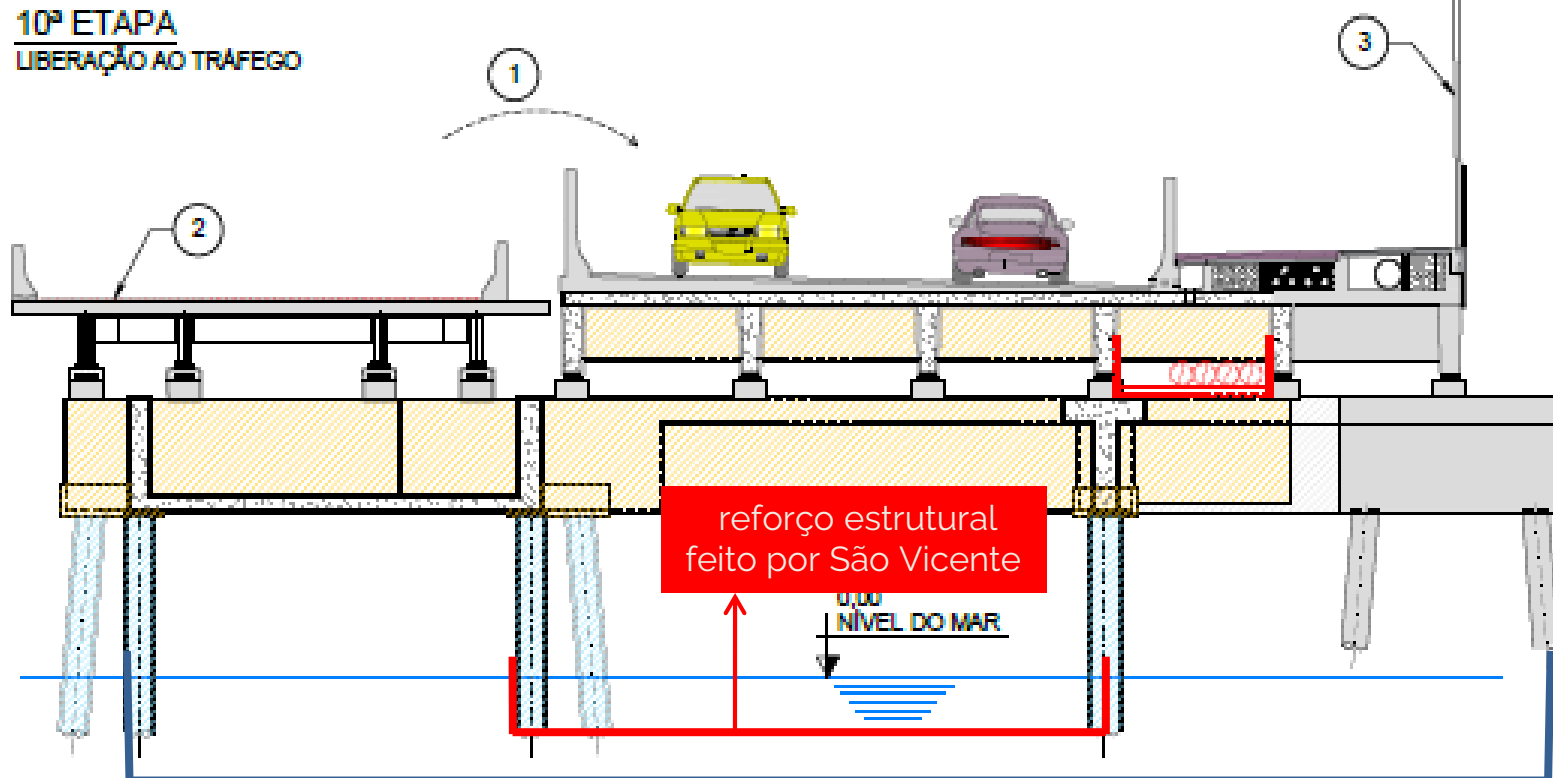 10ª ETAPA
LIBERAÇÃO AO TRÁFEGO
1
3
2
reforço estrutural
feito por São Vicente
0,00
NÍVEL DO MAR